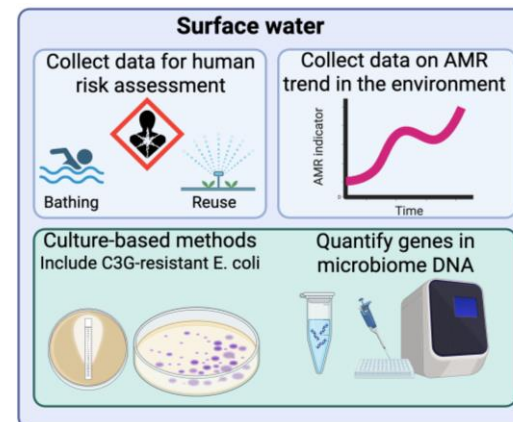 Surface water
Collect data for human
risk assessment
Bathing
Reuse
Collect data on AMR
trend in the environment
AMR indicator
Time
Culture-based methods
Include C3G-resistant E. coli
Quantify genes in
microbiome DNA